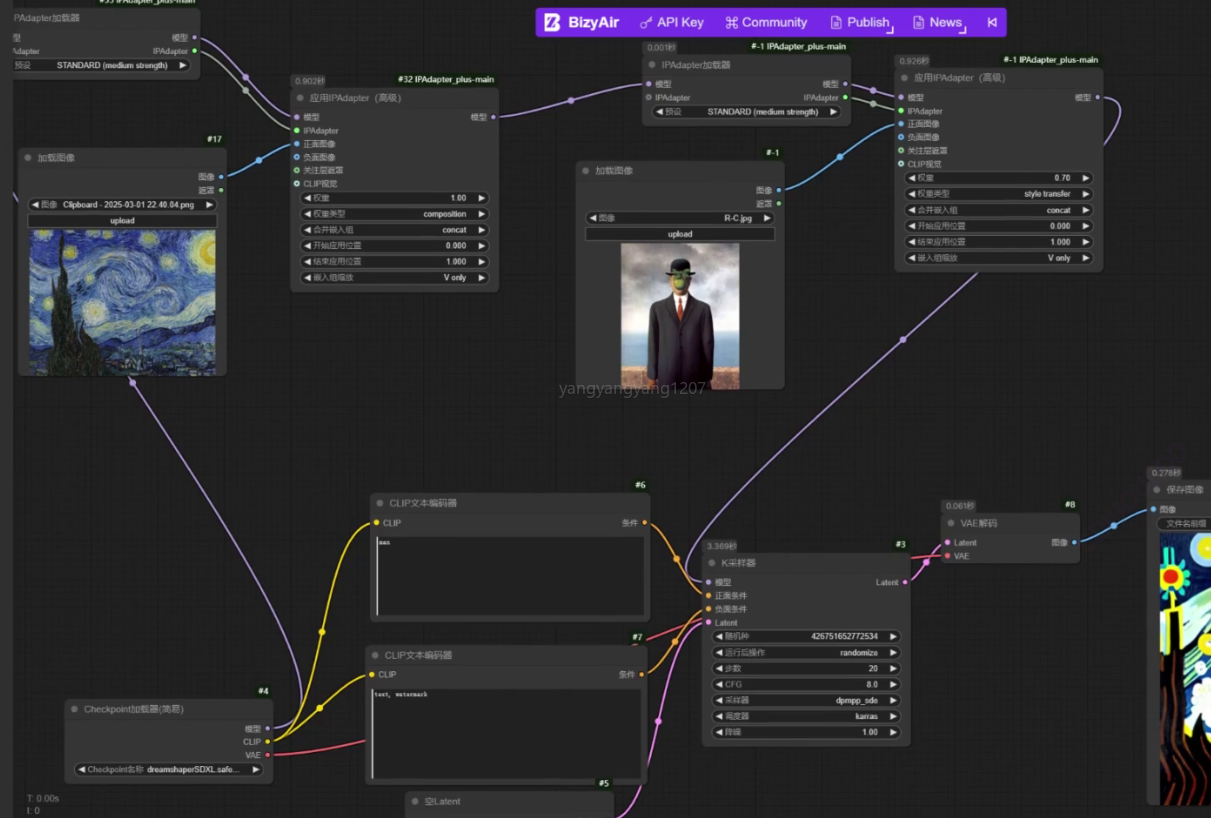 #33 IPAdapter_plus-main
IPAdapter加载器
型
模型
IPAdapter
IPAdapter
预设
STANDARD (medium strength)
BizyAir
API Key
Community
Publish
News
0.902秒
#32 IPAdapter_plus-main
应用IPAdapter（高级）
模型
模型
IPAdapter
正面图像
负面图像
关注层遮罩
CLIP视觉
权重
1.00
权重类型
composition
合并嵌入组
concat
开始应用位置
0.000
结束应用位置
1.000
嵌入组缩放
V only
0.001秒
#-1 IPAdapter_plus-main
IPAdapter加载器
模型
模型
IPAdapter
IPAdapter
预设
STANDARD (medium strength)
0.926秒
#-1 IPAdapter_plus-main
应用IPAdapter（高级）
模型
模型
IPAdapter
正面图像
负面图像
关注层遮罩
CLIP视觉
权重
0.70
权重类型
style transfer
合并嵌入组
concat
开始应用位置
0.000
结束应用位置
1.000
嵌入组缩放
V only
#17
加载图像
图像
遮罩
图像
Clipboard - 2025-03-01 22.40.04.png
upload
#-1
加载图像
图像
遮罩
图像
R-C.jpg
upload
yangyangyang1207
#6
CLIP文本编码器
CLIP
条件
man
#7
CLIP文本编码器
CLIP
条件
text, watermark
#4
Checkpoint加载器(简易)
模型
CLIP
VAE
Checkpoint名称
dreamshaperSDXL.safe...
#5
空Latent
3.369秒
#3
K采样器
模型
Latent
正面条件
负面条件
Latent
随机种
426751652772534
运行后操作
randomize
步数
20
CFG
8.0
采样器
dpmpp_sde
调度器
karras
降噪
1.00
0.061秒
#8
VAE解码
Latent
图像
VAE
0.278秒
保存图像
图像
文件名前缀
T: 0.00s
I: 0